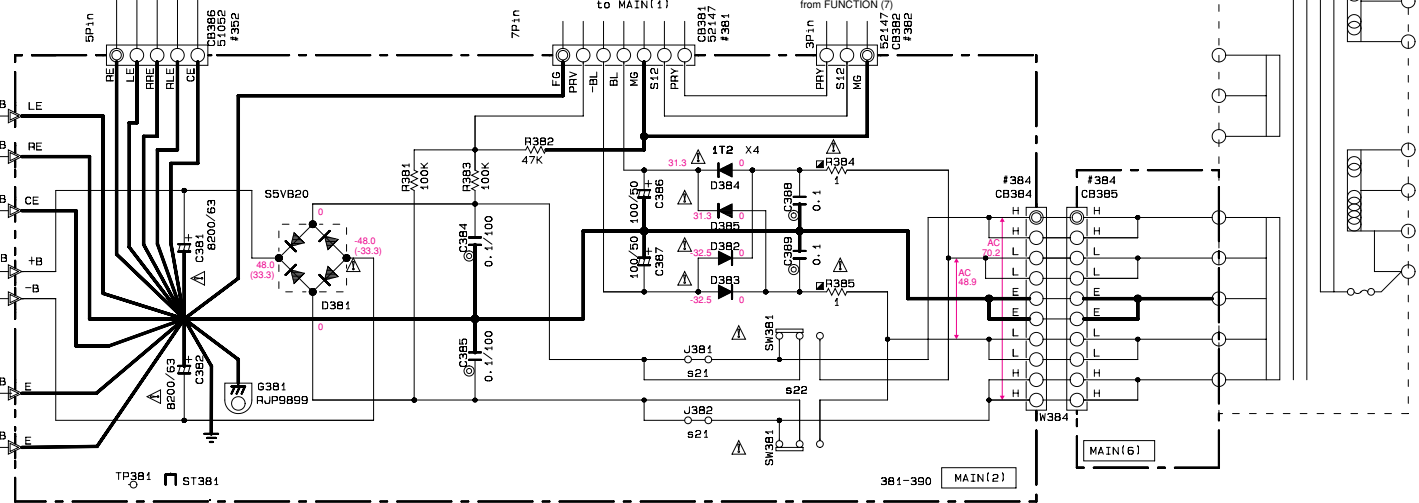 to MAIN(1)
from FUNCTION (7)
5Pin
CB386
51052
#352
7Pin
CB381
52147
#381
3Pin
52147
CB382
#382
RE
LE
RRE
RLE
CE
FG
PRV
-BL
BL
MG
S12
PRY
PRY
S12
MG
B
LE
B
RE
B
CE
B
+B
B
-B
B
E
B
E
S5VB20
0
-48.0
(-33.3)
48.0
(33.3)
D381
0
C381
8200/63
8200/63
C382
G381
RJP9899
R381
100K
R383
100K
R382
47K
C384
0.1/100
C385
0.1/100
1T2 X4
31.3
0
D384
31.3
0
D385
-32.5
D382
0
D383
-32.5
0
100/50
C386
100/50
C387
C388
0.1
C389
0.1
R384
1
R385
1
SW381
J381
s21
s22
J382
s21
SW381
AC
70.2
AC
48.9
#384
CB384
#384
CB385
H
H
L
L
E
E
L
L
H
H
H
H
L
L
E
E
L
L
H
H
W384
MAIN(6)
TP381
ST381
381-390
MAIN(2)